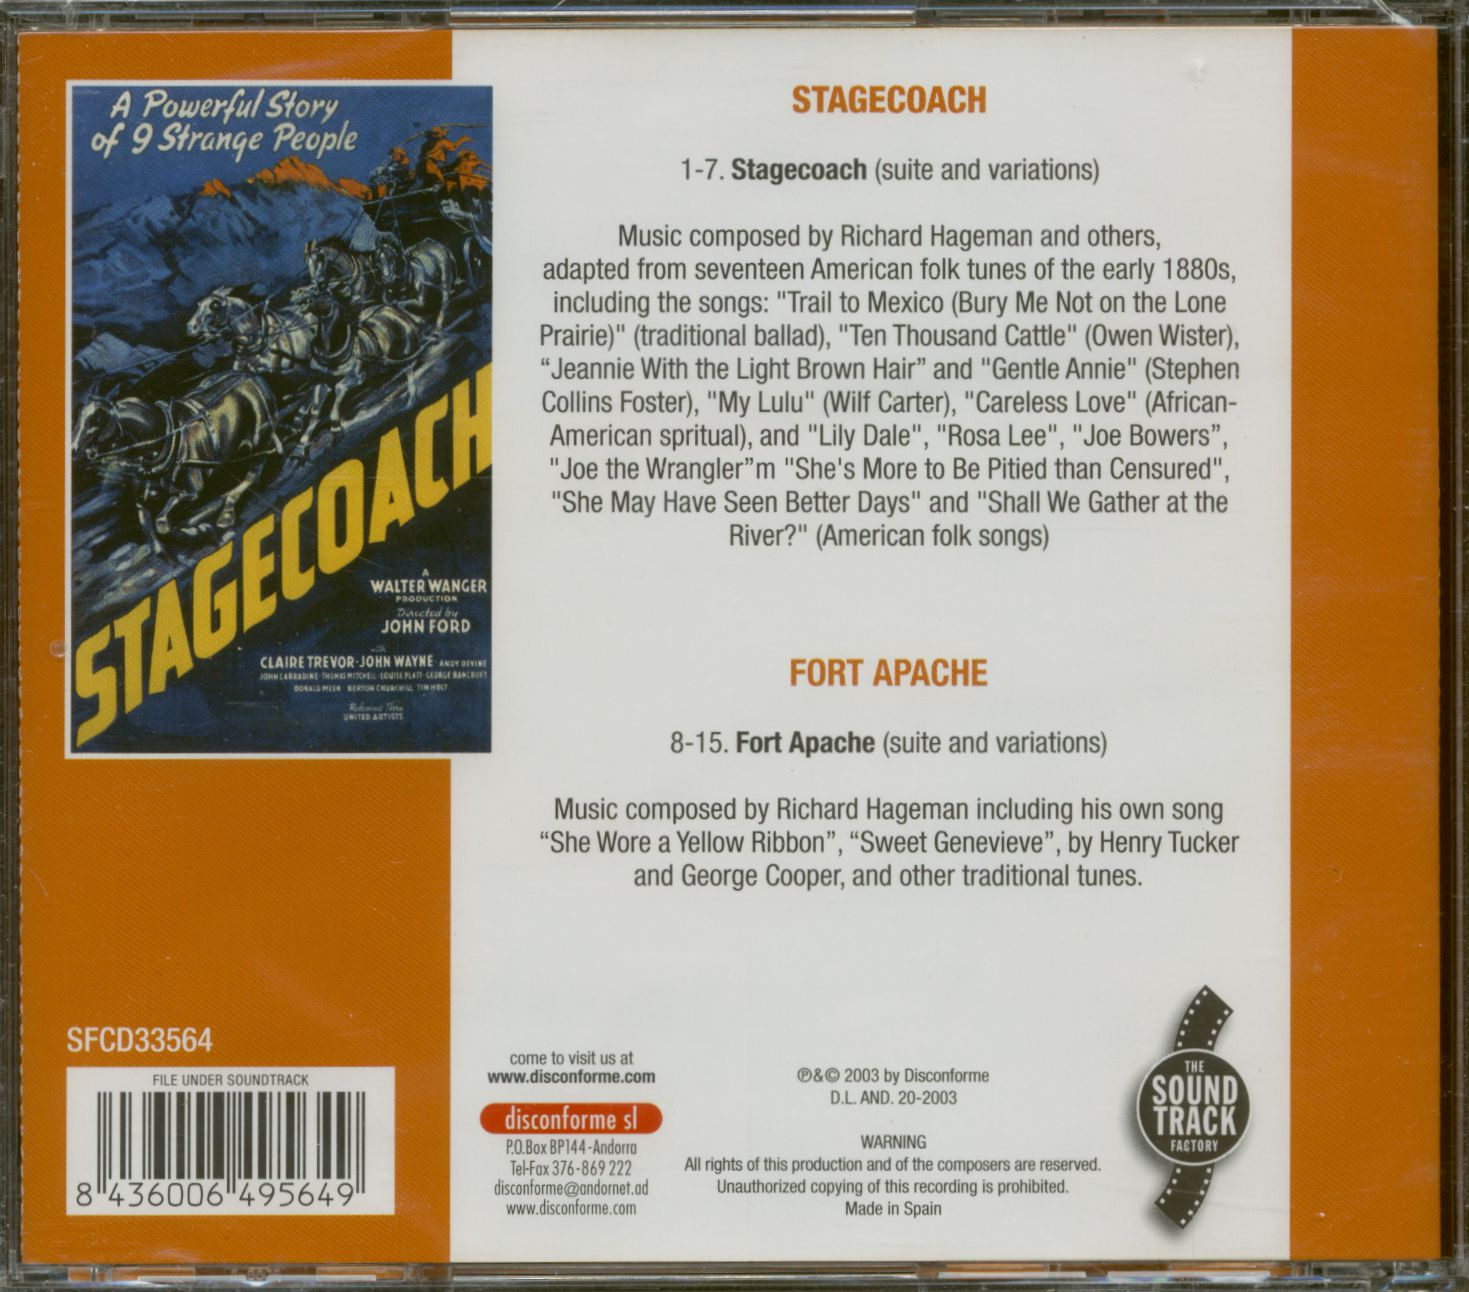 A Powerful Story
of 9 Strange People
STAGECOACH
A
WALTER WANGER
PRODUCTION
Directed by
JOHN FORD
with
CLAIRE TREVOR · JOHN WAYNE · ANDY DEVINE
JOHN CARRADINE · THOMAS MITCHELL · LOUISE PLATT · GEORGE BANCROFT
DONALD MEEK · BERTON CHURCHILL · TIM HOLT
Released Thru
UNITED ARTISTS
STAGECOACH
1-7. Stagecoach (suite and variations)
Music composed by Richard Hageman and others,
adapted from seventeen American folk tunes of the early 1880s,
including the songs: "Trail to Mexico (Bury Me Not on the Lone
Prairie)" (traditional ballad), "Ten Thousand Cattle" (Owen Wister),
“Jeannie With the Light Brown Hair” and "Gentle Annie" (Stephen
Collins Foster), "My Lulu" (Wilf Carter), "Careless Love" (African-
American spritual), and "Lily Dale", "Rosa Lee", "Joe Bowers”,
"Joe the Wrangler”m "She's More to Be Pitied than Censured",
"She May Have Seen Better Days" and "Shall We Gather at the
River?" (American folk songs)
FORT APACHE
8-15. Fort Apache (suite and variations)
Music composed by Richard Hageman including his own song
“She Wore a Yellow Ribbon”, “Sweet Genevieve”, by Henry Tucker
and George Cooper, and other traditional tunes.
SFCD33564
FILE UNDER SOUNDTRACK
8 436006 495649
come to visit us at
www.disconforme.com
disconforme sl
P.O.Box BP144-Andorra
Tel-Fax 376-869 222
disconforme@andornet.ad
www.disconforme.com
℗&© 2003 by Disconforme
D.L. AND. 20-2003
WARNING
All rights of this production and of the composers are reserved.
Unauthorized copying of this recording is prohibited.
Made in Spain
THE
SOUND
TRACK
FACTORY